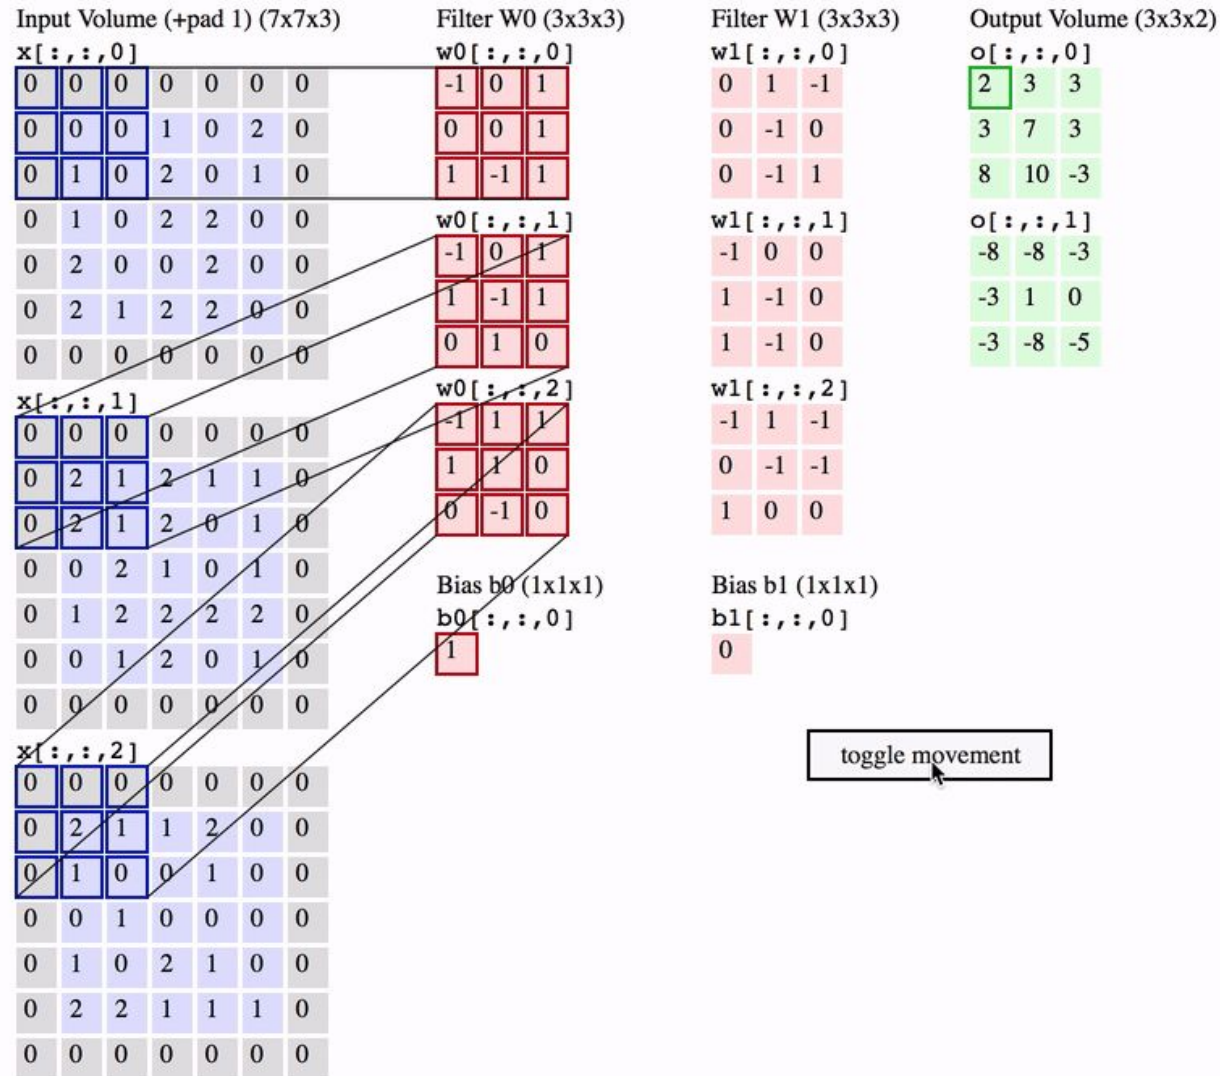 Input Volume (+pad 1) (7x7x3) Filter W0 (3x3x3) Filter W1 (3x3x3) Output Volume (3x3x2)
x[:,:,0] w0[:,:,0] w1[:,:,0] o[:,:,0]
0 0 0 0 0 0 0 -1 0 1 0 1 -1 2 3 3
0 0 0 1 0 2 0 0 0 1 0 -1 0 3 7 3
0 1 0 2 0 1 0 1 -1 1 0 -1 1 8 10 -3
0 1 0 2 2 0 0 w0[:,:,1] w1[:,:,1] o[:,:,1]
0 2 0 0 2 0 0 -1 0 1 -1 0 0 -8 -8 -3
0 2 1 2 2 0 0 1 -1 1 1 -1 0 -3 1 0
0 0 0 0 0 0 0 0 1 0 1 -1 0 -3 -8 -5
x[:,:,1] w0[:,:,2] w1[:,:,2]
0 0 0 0 0 0 0 -1 1 1 -1 1 -1
0 2 1 2 1 1 0 1 1 0 0 -1 -1
0 2 1 2 0 1 0 0 -1 0 1 0 0
0 0 2 1 0 1 0 Bias b0 (1x1x1) Bias b1 (1x1x1)
0 1 2 2 2 2 0 b0[:,:,0] b1[:,:,0]
0 0 1 2 0 1 0 1 0
0 0 0 0 0 0 0
x[:,:,2] toggle movement
0 0 0 0 0 0 0
0 2 1 1 2 0 0
0 1 0 0 1 0 0
0 0 1 0 0 0 0
0 1 0 2 1 0 0
0 2 2 1 1 1 0
0 0 0 0 0 0 0